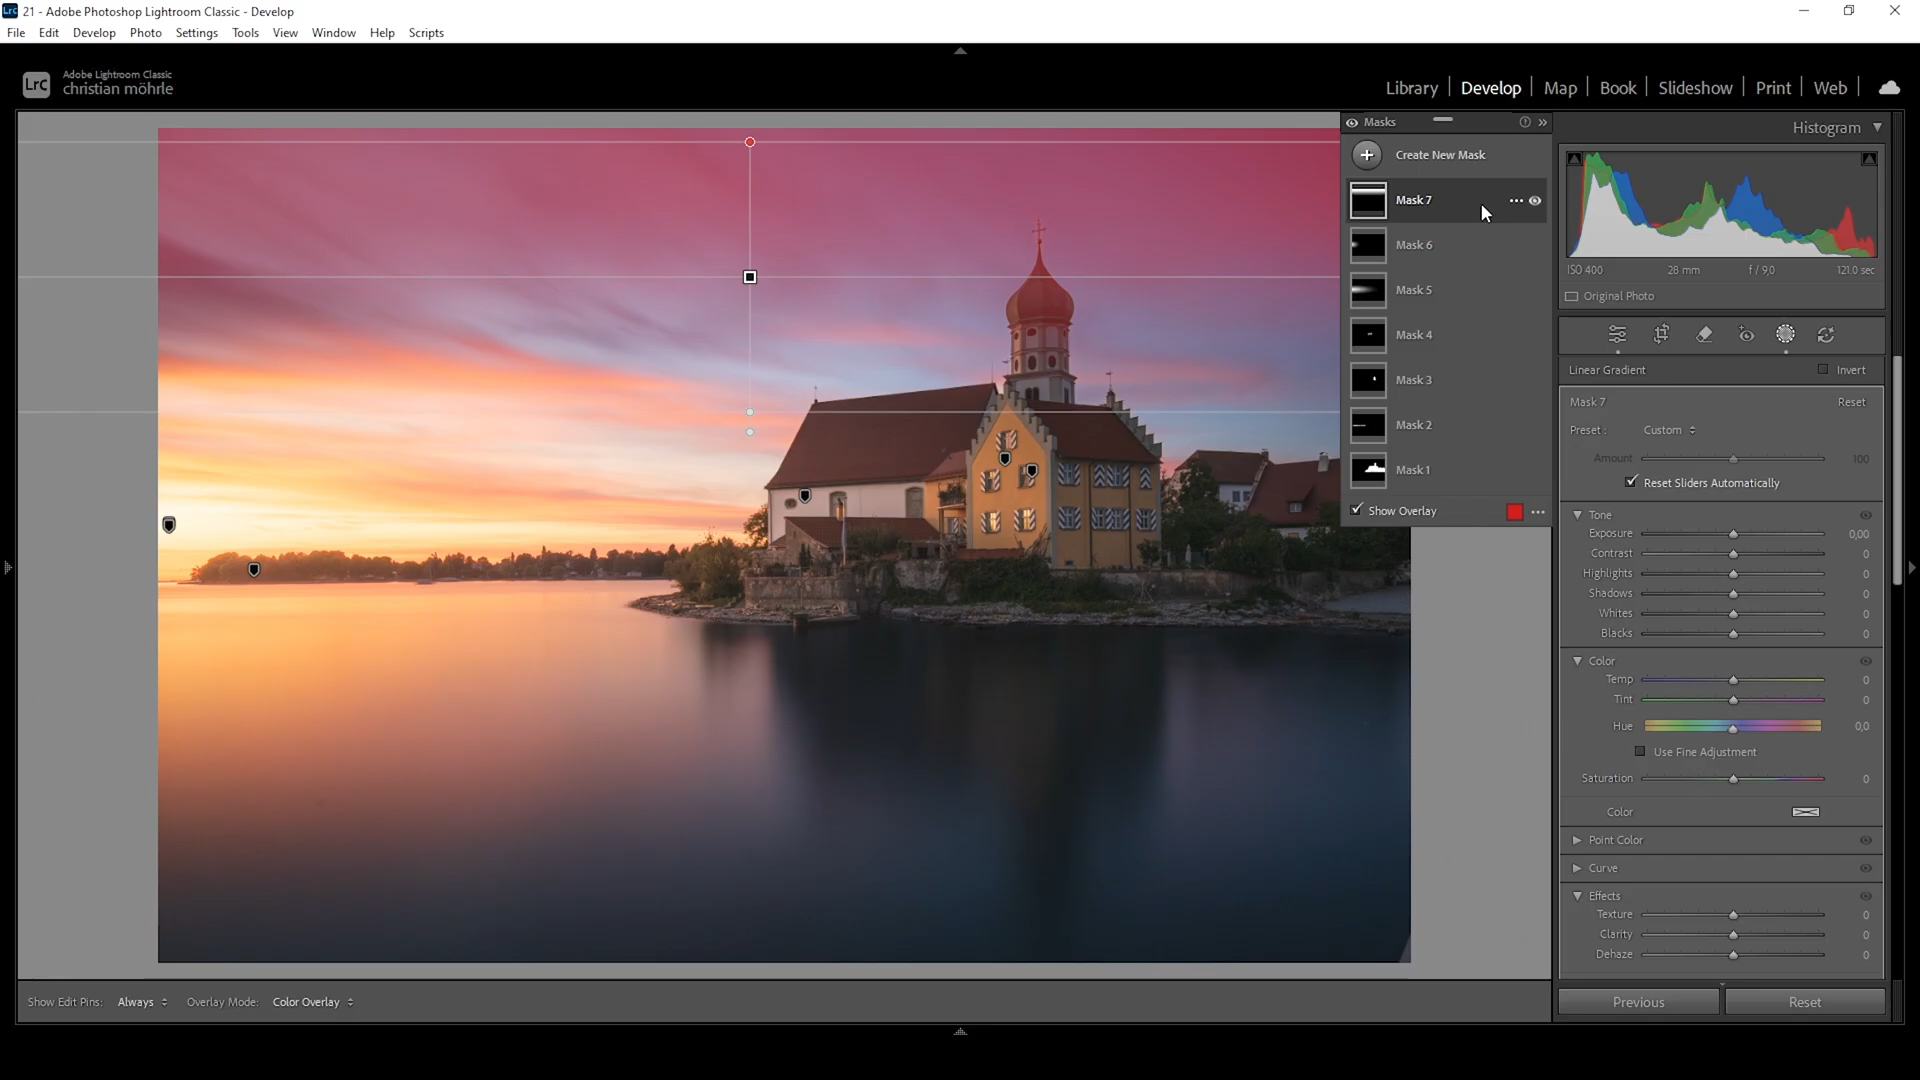 21 - Adobe Photoshop Lightroom Classic - Develop
File Edit Develop Photo Settings Tools View Window Help Scripts
LrC
Adobe Lightroom Classic
christian möhrle
Library | Develop | Map | Book | Slideshow | Print | Web
Masks
Create New Mask
Mask 7
Mask 6
Mask 5
Mask 4
Mask 3
Mask 2
Mask 1
Show Overlay
Histogram
ISO 400 28 mm f / 9,0 121.0 sec
Original Photo
Linear Gradient Invert
Mask 7 Reset
Preset : Custom
Amount 100
Reset Sliders Automatically
Tone
Exposure 0,00
Contrast 0
Highlights 0
Shadows 0
Whites 0
Blacks 0
Color
Temp 0
Tint 0
Hue 0,0
Use Fine Adjustment
Saturation 0
Color
Point Color
Curve
Effects
Texture 0
Clarity 0
Dehaze 0
Show Edit Pins: Always Overlay Mode: Color Overlay
Previous Reset